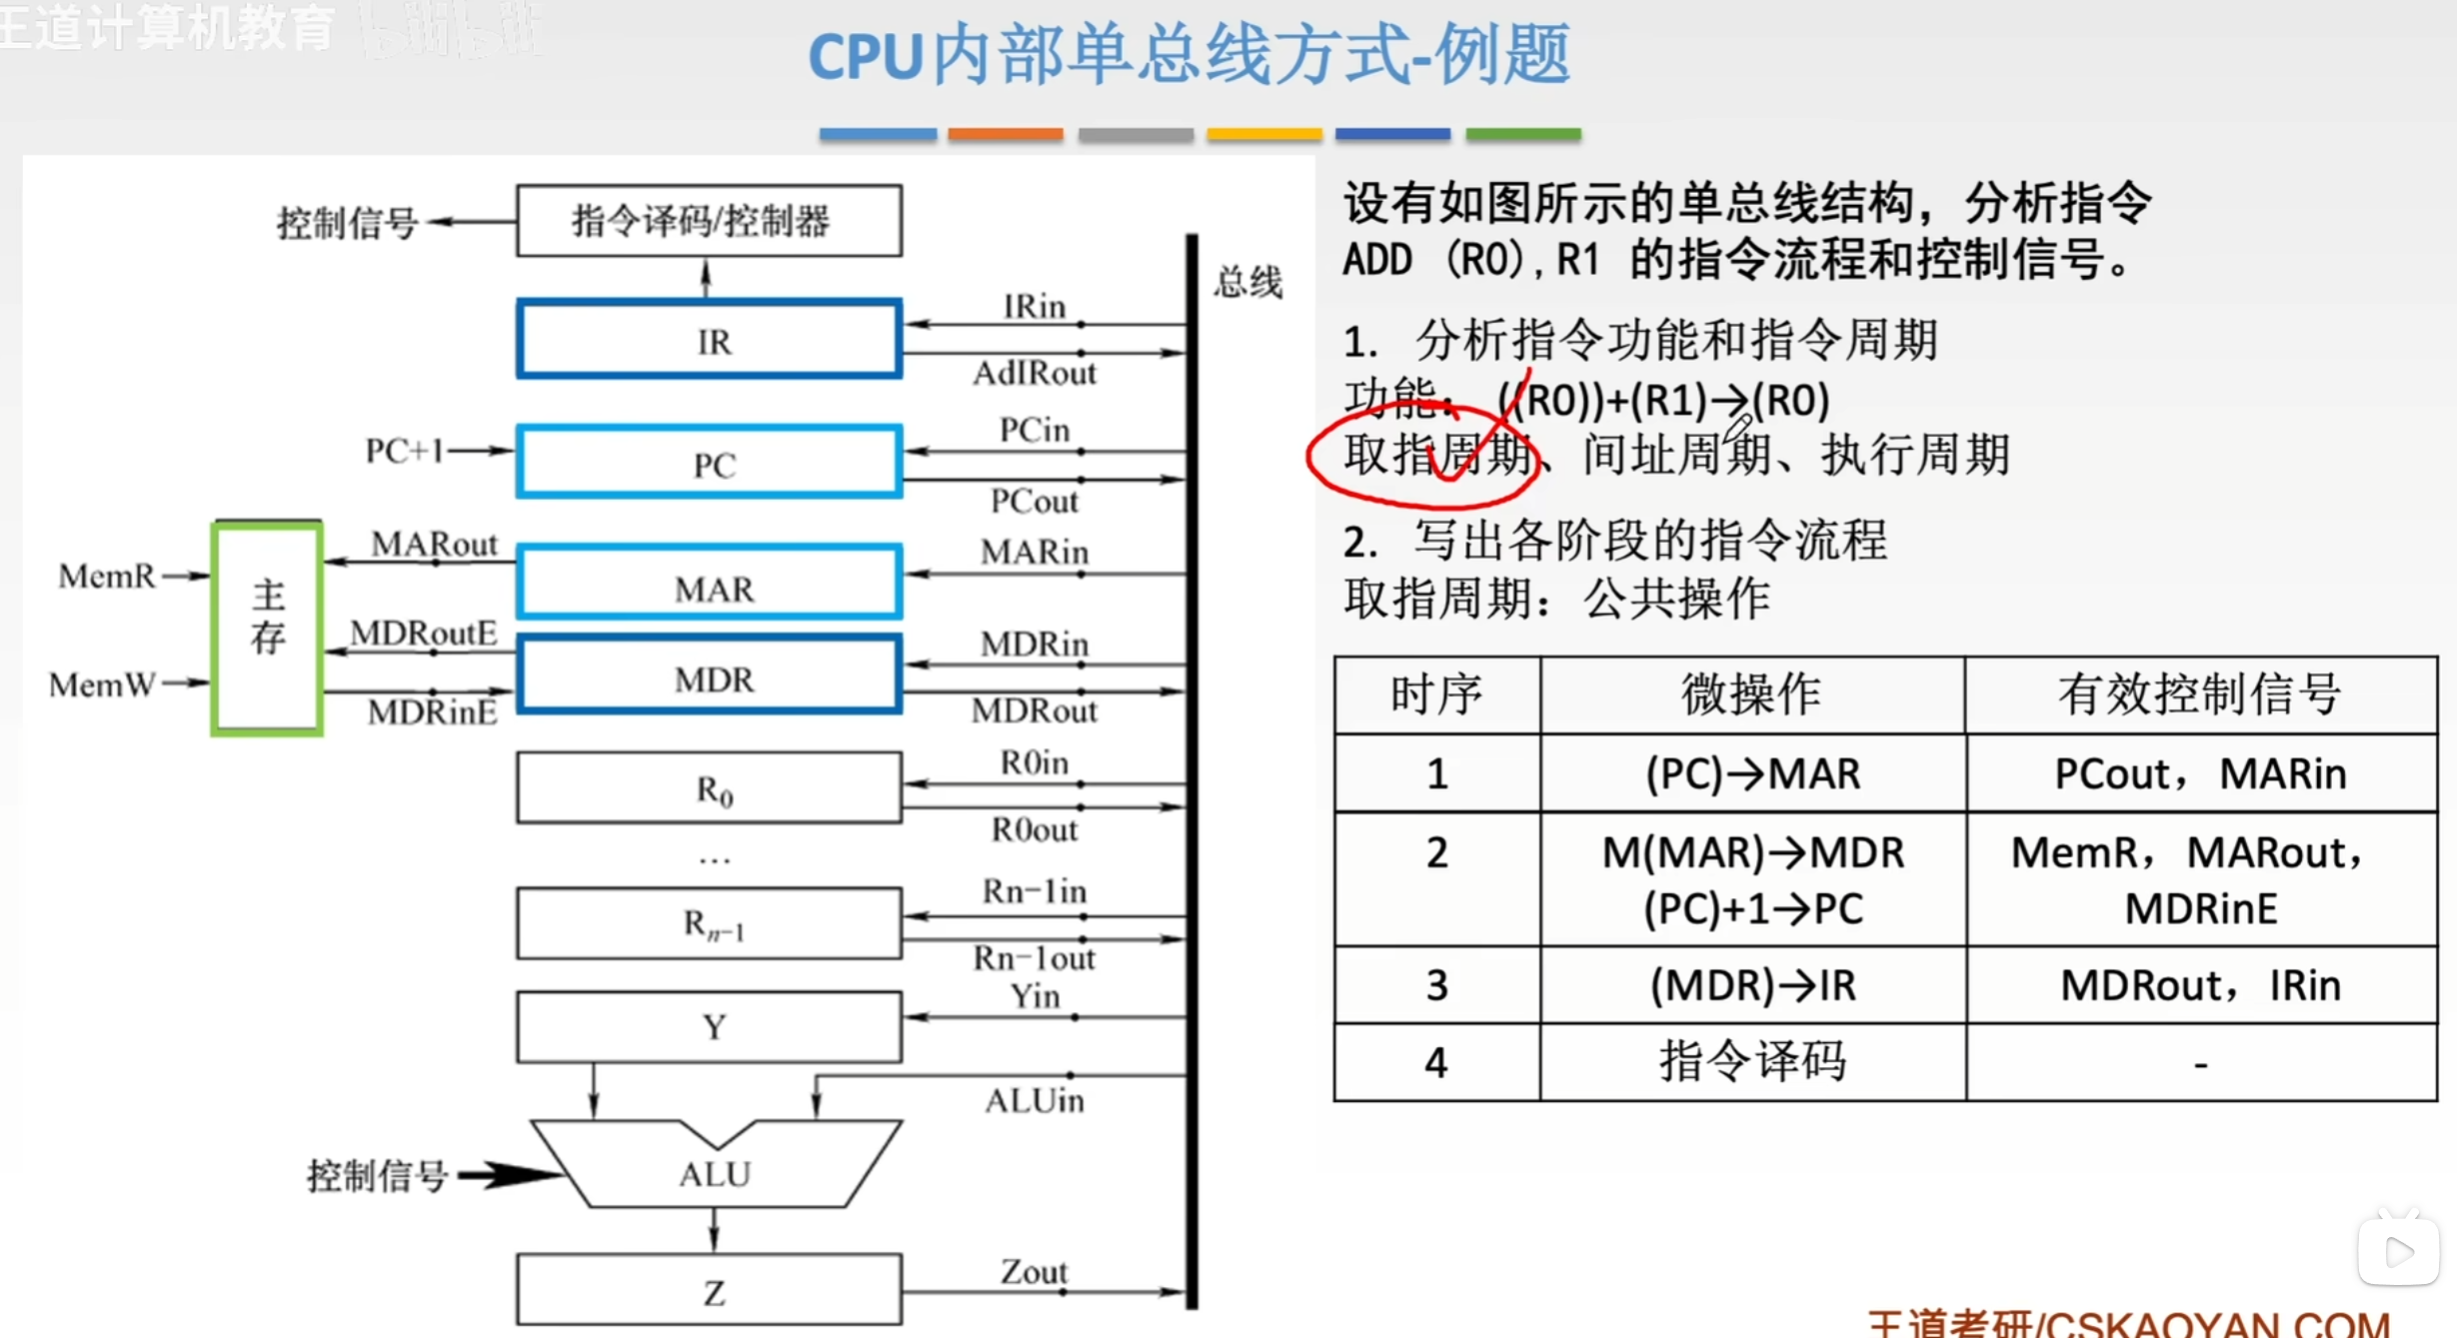 王道计算机教育
CPU内部单总线方式-例题
控制信号
指令译码/控制器
总线
IRin
IR
AdIRout
PC+1
PC
PCin
PCout
MARout
MAR
MARin
MemR
主存
MDRoutE
MDR
MDRin
MemW
MDRinE
MDRout
R0in
R0
R0out
...
Rn-1in
Rn-1
Rn-1out
Yin
Y
ALUin
控制信号
ALU
Zout
Z
设有如图所示的单总线结构，分析指令
ADD (R0),R1 的指令流程和控制信号。
1. 分析指令功能和指令周期
功能：((R0))+(R1)→(R0)
取指周期、间址周期、执行周期
2. 写出各阶段的指令流程
取指周期：公共操作
时序 微操作 有效控制信号
1 (PC)→MAR PCout，MARin
2 M(MAR)→MDR MemR，MARout，
(PC)+1→PC MDRinE
3 (MDR)→IR MDRout，IRin
4 指令译码 -
王道考研/CSKAOYAN.COM